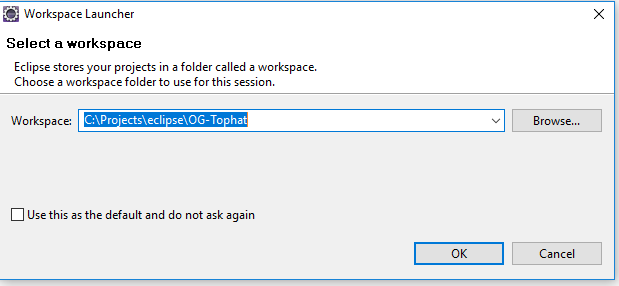 Workspace Launcher
Select a workspace
Eclipse stores your projects in a folder called a workspace.
Choose a workspace folder to use for this session.
Workspace: C:\Projects\eclipse\OG-Tophat Browse...
Use this as the default and do not ask again
OK Cancel